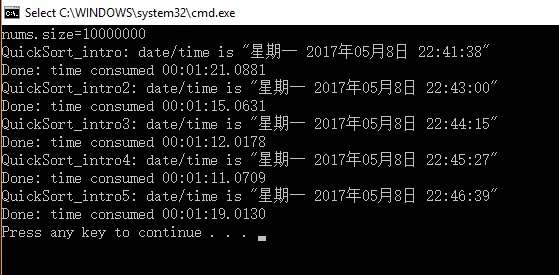 Select C:\WINDOWS\system32\cmd.exe
nums.size=10000000
QuickSort_intro: date/time is "星期一 2017年05月8日 22:41:38"
Done: time consumed 00:01:21.0881
QuickSort_intro2: date/time is "星期一 2017年05月8日 22:43:00"
Done: time consumed 00:01:15.0631
QuickSort_intro3: date/time is "星期一 2017年05月8日 22:44:15"
Done: time consumed 00:01:12.0178
QuickSort_intro4: date/time is "星期一 2017年05月8日 22:45:27"
Done: time consumed 00:01:11.0709
QuickSort_intro5: date/time is "星期一 2017年05月8日 22:46:39"
Done: time consumed 00:01:19.0130
Press any key to continue . . .